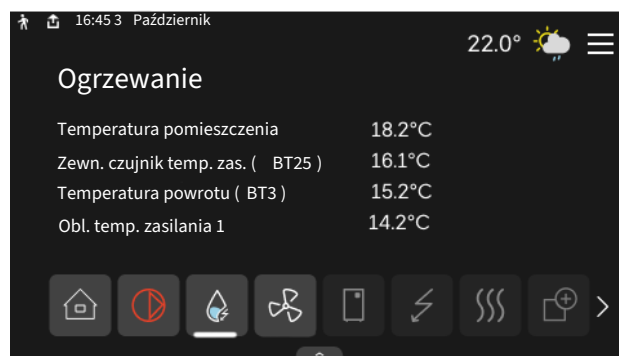 16:45 3 Październik
22.0°
Ogrzewanie
Temperatura pomieszczenia 18.2°C
Zewn. czujnik temp. zas. ( BT25 ) 16.1°C
Temperatura powrotu ( BT3 ) 15.2°C
Obl. temp. zasilania 1 14.2°C